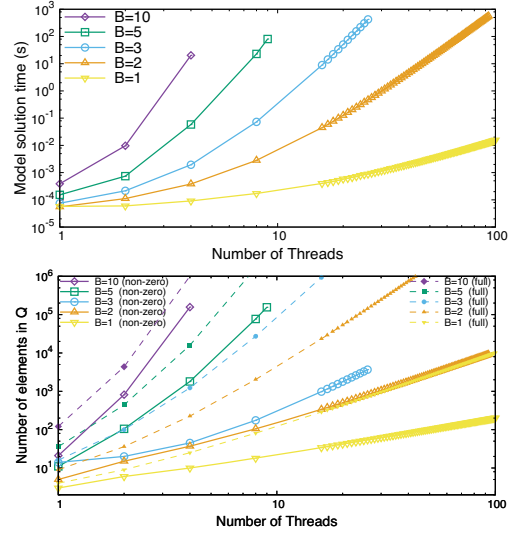 10³
10²
10¹
10⁰
10⁻¹
10⁻²
10⁻³
10⁻⁴
10⁻⁵
Model solution time (s)
B=10
B=5
B=3
B=2
B=1
1 10 100
Number of Threads
10⁶
10⁵
10⁴
10³
10²
10¹
Number of elements in Q
B=10 (non-zero)
B=5 (non-zero)
B=3 (non-zero)
B=2 (non-zero)
B=1 (non-zero)
B=10 (full)
B=5 (full)
B=3 (full)
B=2 (full)
B=1 (full)
1 10 100
Number of Threads